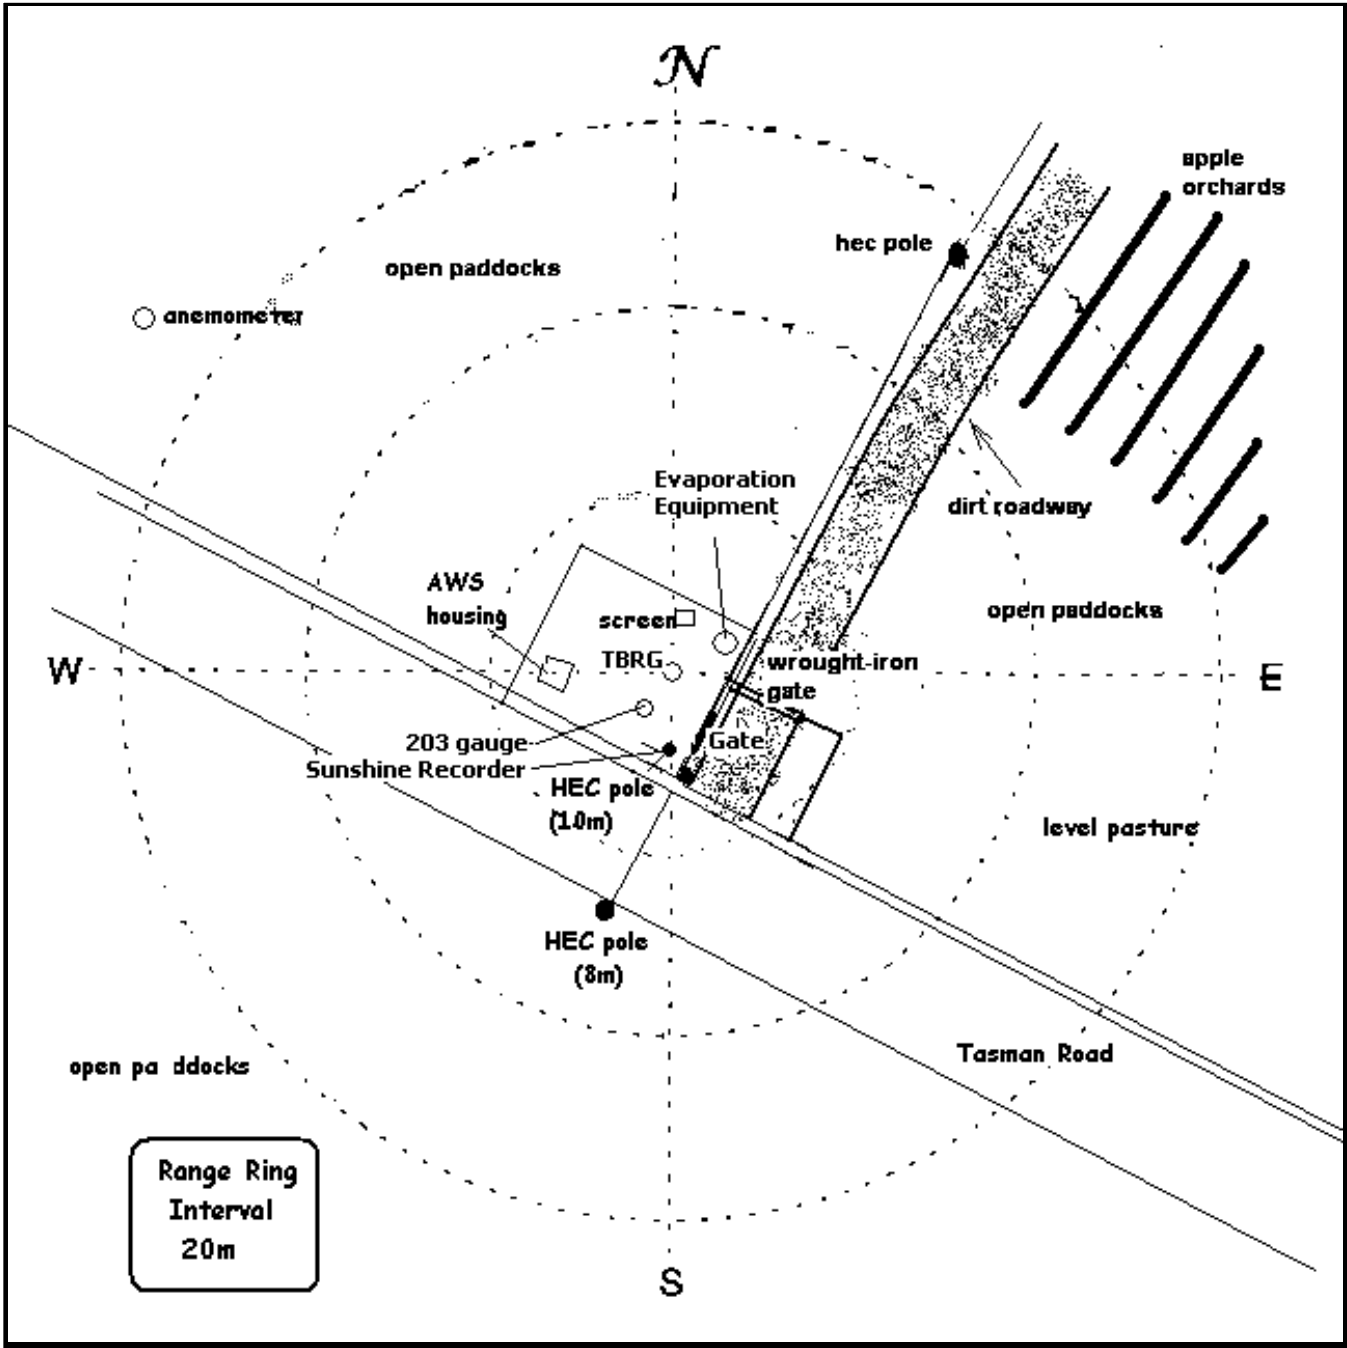 N
apple
orchards
hec pole
open paddocks
anemometer
Evaporation
Equipment
dirt roadway
AWS
housing
screen
open paddocks
TBRG
wrought-iron
gate
W
E
203 gauge
Gate
Sunshine Recorder
HEC pole
(10m)
level pasture
HEC pole
(8m)
Tasman Road
open pa ddocks
Range Ring
Interval
20m
S